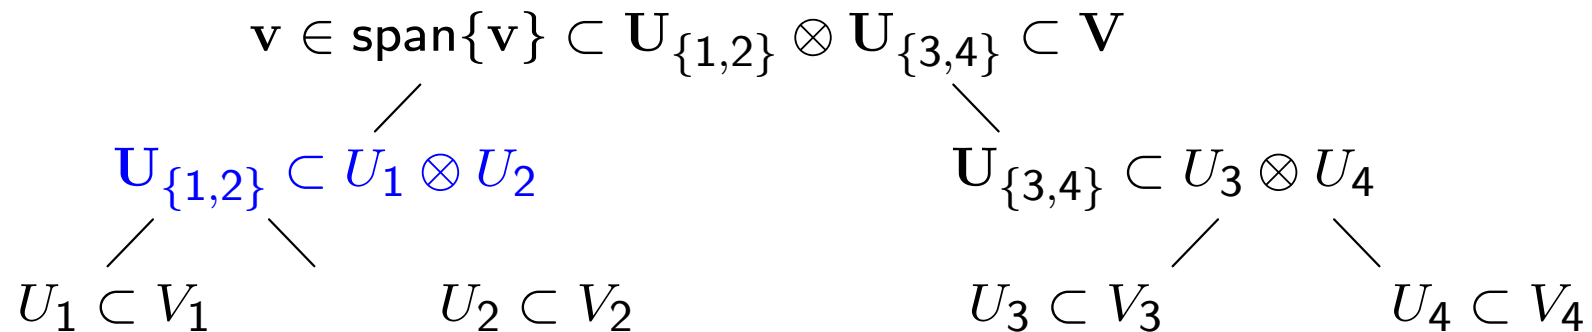 v ∈ span{v} ⊂ U_{1,2} ⊗ U_{3,4} ⊂ V
U_{1,2} ⊂ U_1 ⊗ U_2 U_{3,4} ⊂ U_3 ⊗ U_4
U_1 ⊂ V_1 U_2 ⊂ V_2 U_3 ⊂ V_3 U_4 ⊂ V_4